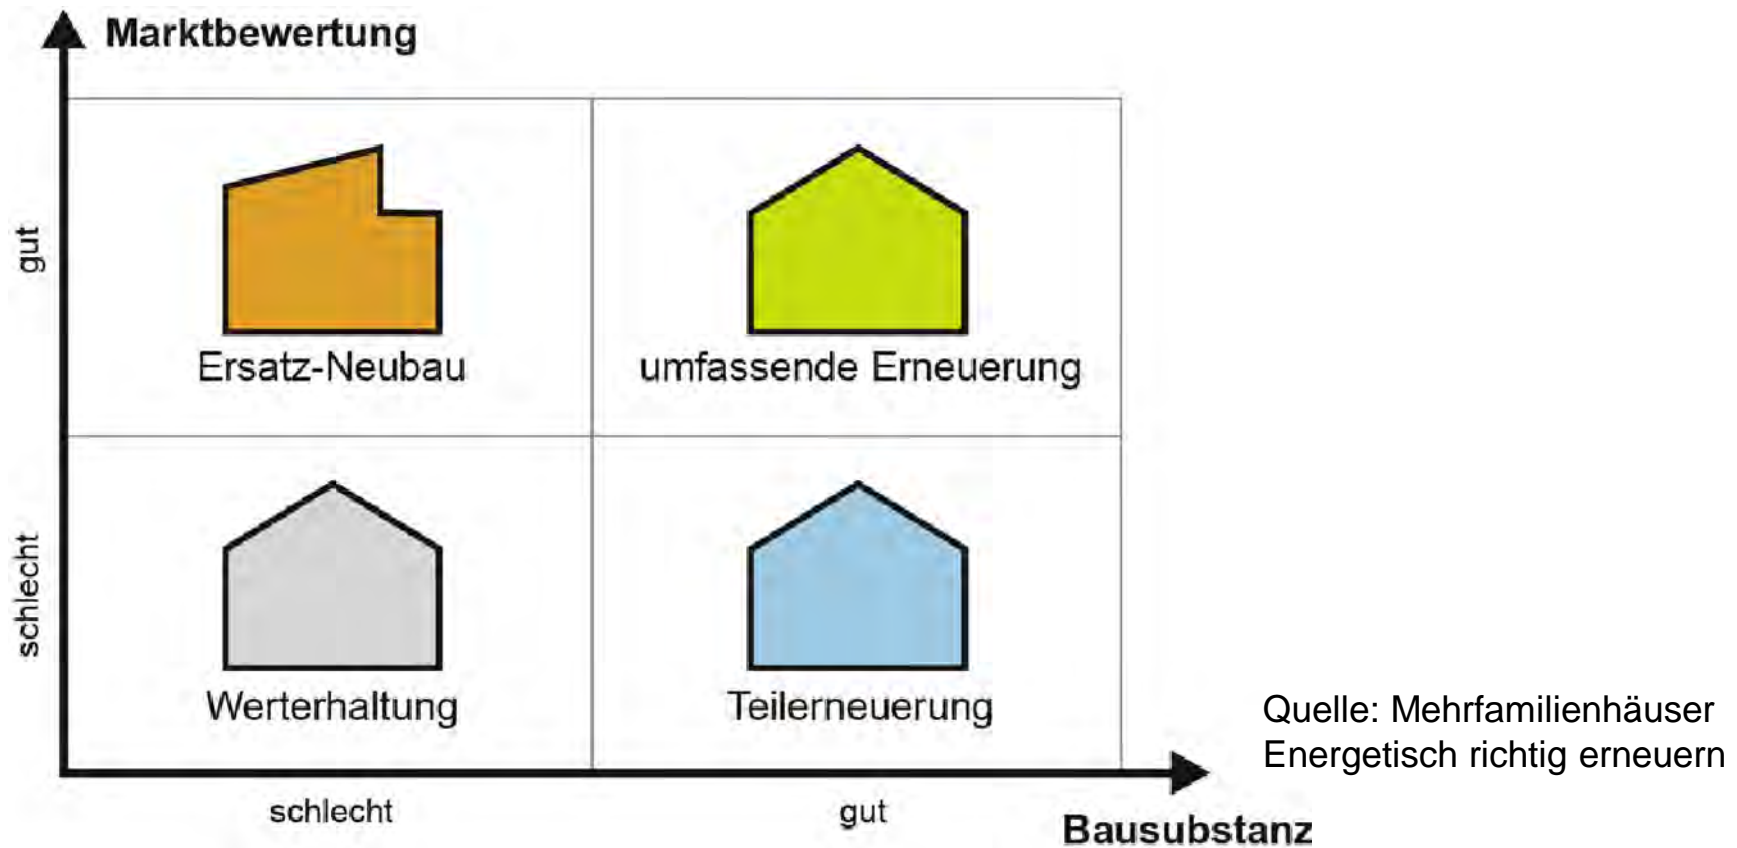 Marktbewertung
gut
Ersatz-Neubau
umfassende Erneuerung
schlecht
Werterhaltung
Teilerneuerung
schlecht
gut
Bausubstanz
Quelle: Mehrfamilienhäuser
Energetisch richtig erneuern